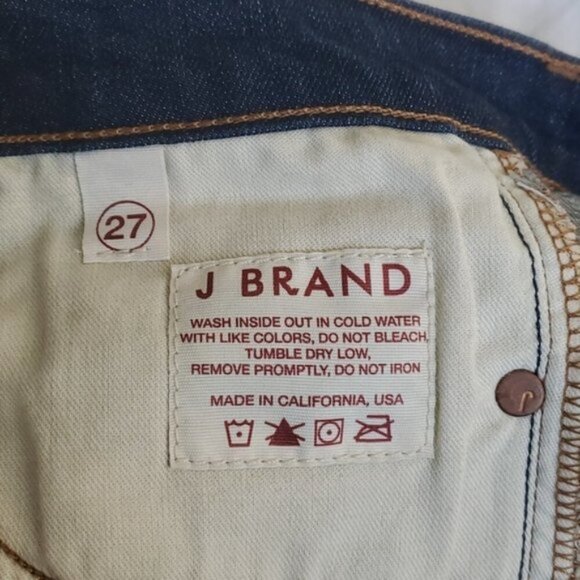 27
J BRAND
WASH INSIDE OUT IN COLD WATER
WITH LIKE COLORS, DO NOT BLEACH,
TUMBLE DRY LOW,
REMOVE PROMPTLY, DO NOT IRON
MADE IN CALIFORNIA, USA
J